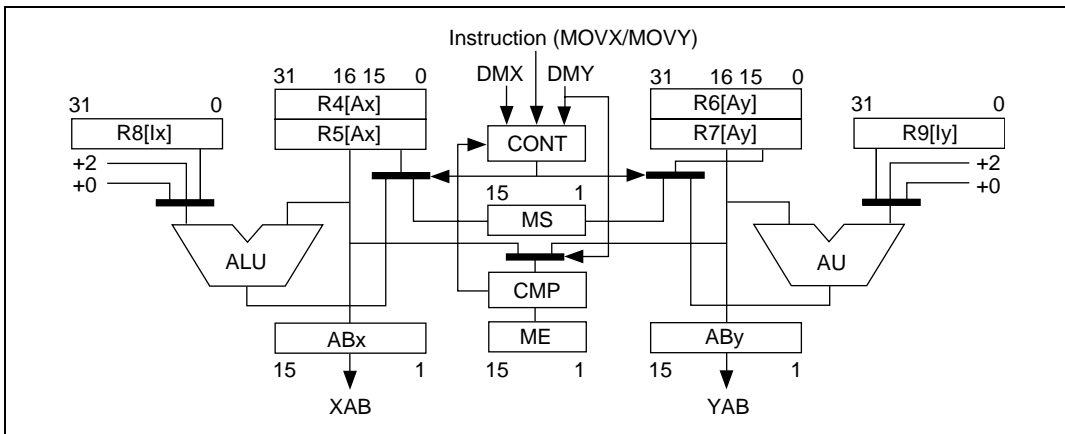 Instruction (MOVX/MOVY)
DMX DMY
31 16 15 0
31 16 15 0
31 0
R4[Ax]
R6[Ay]
31 0
R8[Ix]
R5[Ax]
CONT
R7[Ay]
R9[Iy]
+2
+0
+2
+0
15 1
MS
ALU
AU
CMP
ABx
ME
ABy
15 1
15 1
15 1
XAB
YAB